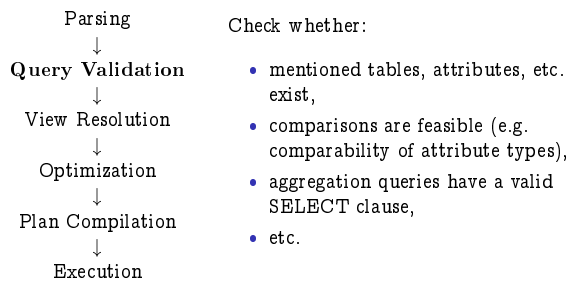 Parsing
↓
Query Validation
↓
View Resolution
↓
Optimization
↓
Plan Compilation
↓
Execution
Check whether:
• mentioned tables, attributes, etc.
exist,
• comparisons are feasible (e.g.
comparability of attribute types),
• aggregation queries have a valid
SELECT clause,
• etc.